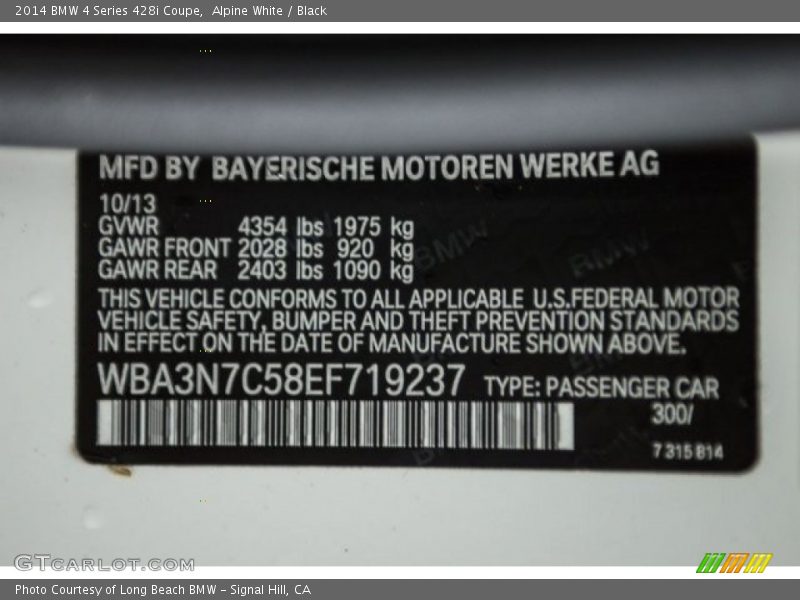 2014 BMW 4 Series 428i Coupe,  Alpine White / Black
MFD BY BAYERISCHE MOTOREN WERKE AG
10/13
GVWR 4354 lbs 1975 kg
GAWR FRONT 2028 lbs 920 kg
GAWR REAR 2403 lbs 1090 kg
THIS VEHICLE CONFORMS TO ALL APPLICABLE U.S.FEDERAL MOTOR
VEHICLE SAFETY, BUMPER AND THEFT PREVENTION STANDARDS
IN EFFECT ON THE DATE OF MANUFACTURE SHOWN ABOVE.
WBA3N7C58EF719237 TYPE: PASSENGER CAR
300/
7 315 814
GTCARLOT.COM
Photo Courtesy of Long Beach BMW - Signal Hill, CA